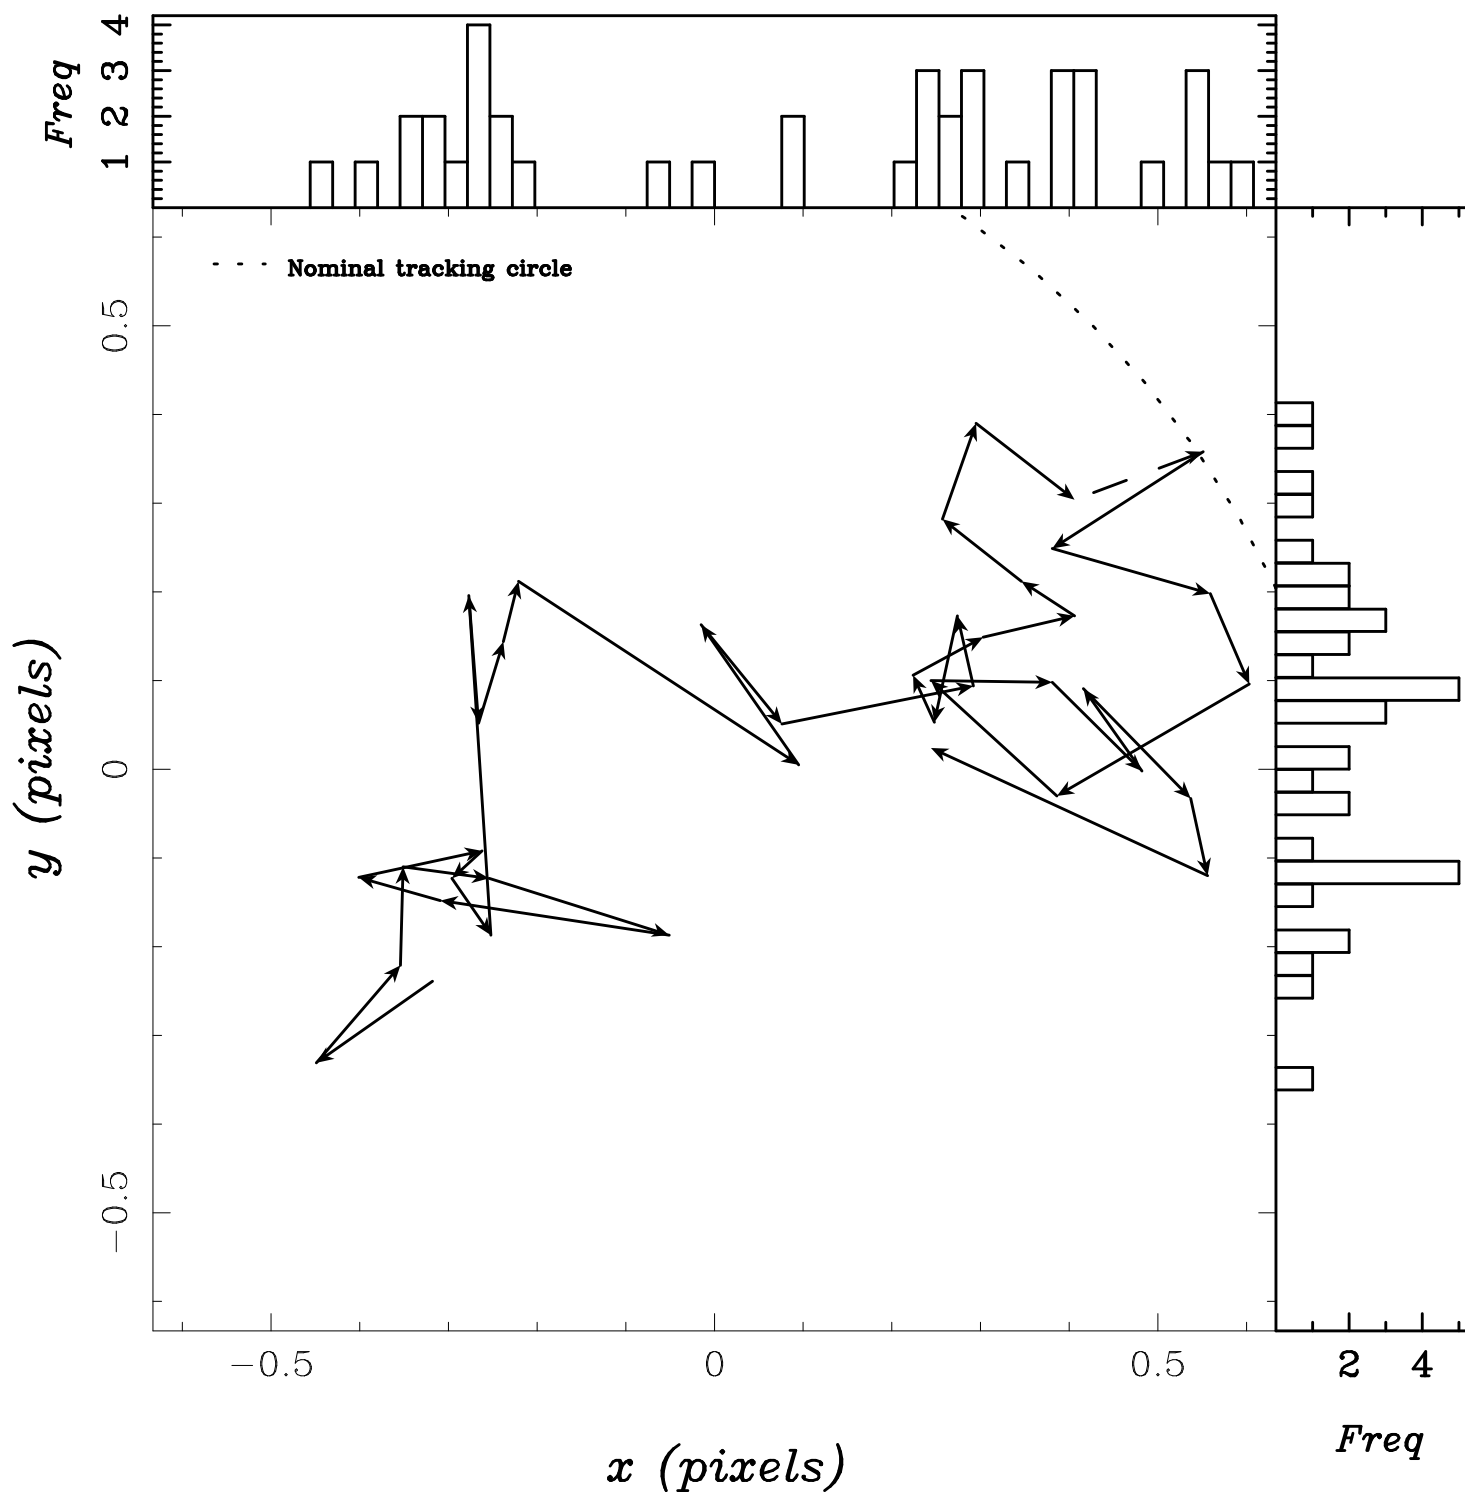 Freq
1 2 3 4
Nominal tracking circle
0.5
0
−0.5
y (pixels)
−0.5 0 0.5
2 4
x (pixels)
Freq